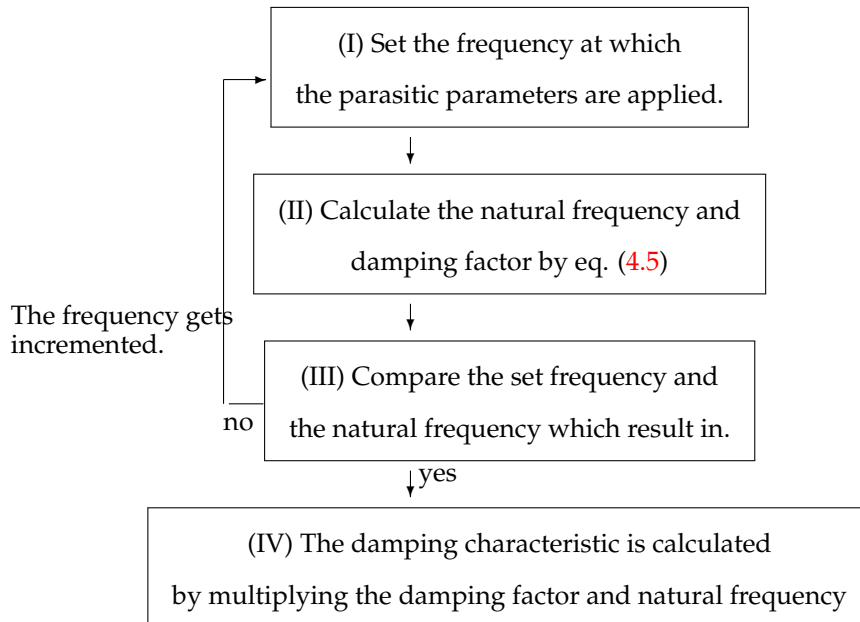 (I) Set the frequency at which
the parasitic parameters are applied.
(II) Calculate the natural frequency and
damping factor by eq. (4.5)
The frequency gets
incremented.
(III) Compare the set frequency and
the natural frequency which result in.
no
yes
(IV) The damping characteristic is calculated
by multiplying the damping factor and natural frequency